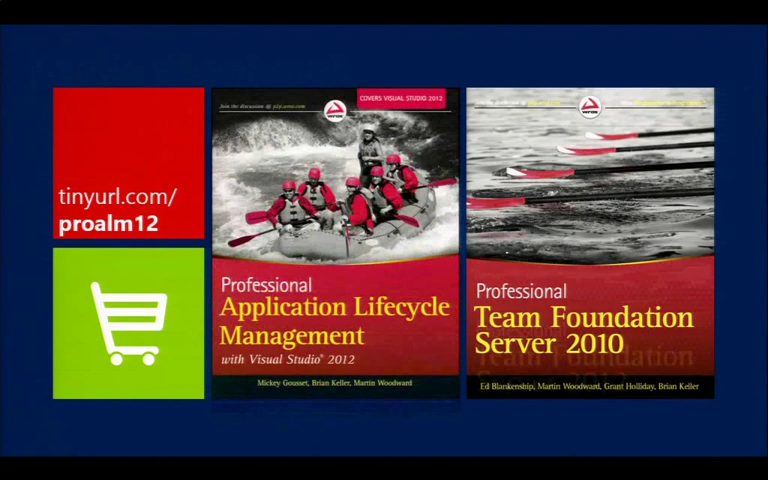 tinyurl.com/
proalm12
Join the discussion @ p2p.wrox.com
COVERS VISUAL STUDIO 2012
wrox
Professional
Application Lifecycle
Management
with Visual Studio® 2012
Mickey Gousset, Brian Keller, Martin Woodward
wrox
Professional
Team Foundation
Server 2010
Ed Blankenship, Martin Woodward, Grant Holliday, Brian Keller